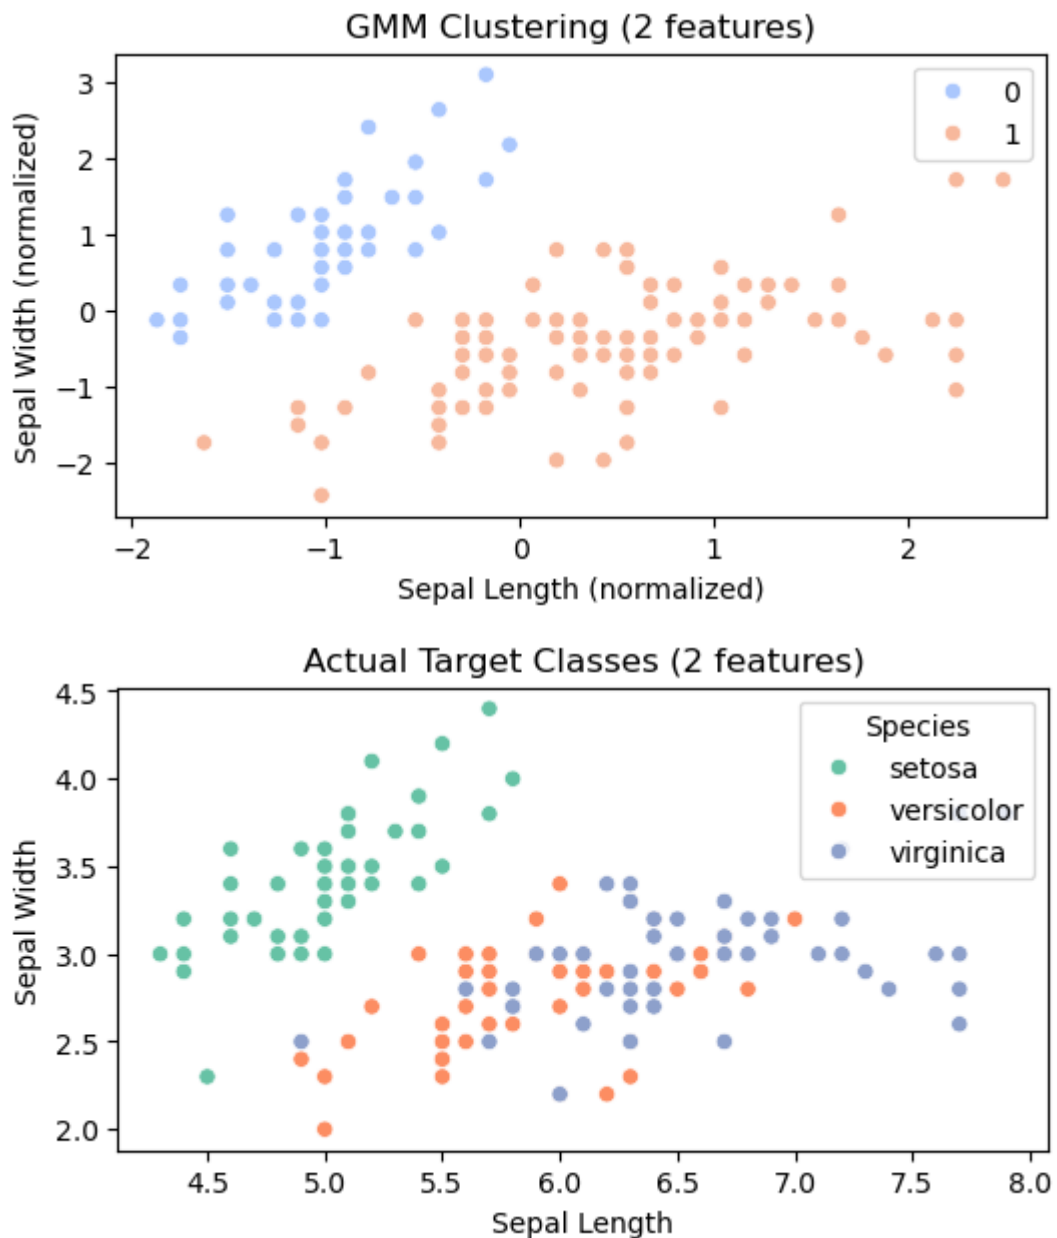 GMM Clustering (2 features)
0
1
3
2
1
0
−1
−2
Sepal Width (normalized)
−2
−1
0
1
2
Sepal Length (normalized)
Actual Target Classes (2 features)
Species
setosa
versicolor
virginica
4.5
4.0
3.5
3.0
2.5
2.0
Sepal Width
4.5
5.0
5.5
6.0
6.5
7.0
7.5
8.0
Sepal Length